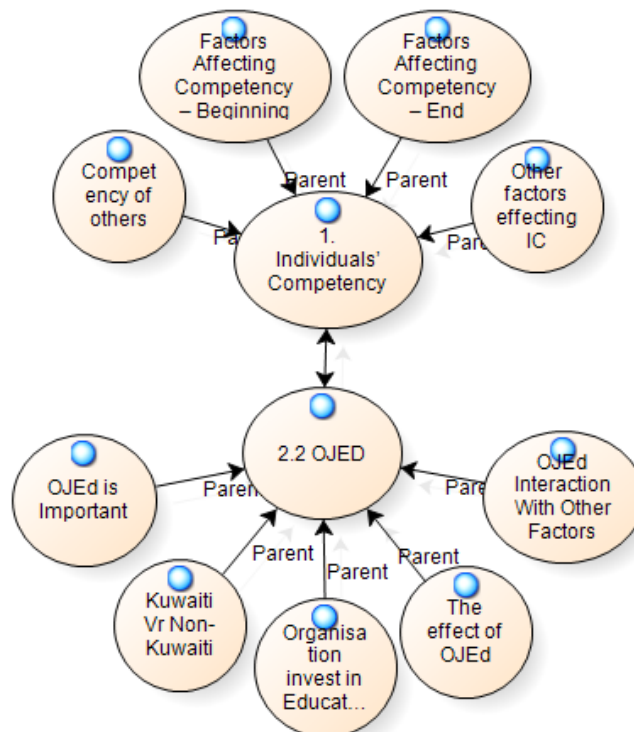 Factors
Affecting
Competency
– Beginning
Factors
Affecting
Competency
– End
Compet
ency of
others
Other
factors
effecting
IC
Parent
Parent
Parent
1.
Individuals'
Competency
2.2 OJED
OJEd is
Important
Parent
OJEd
Interaction
With Other
Factors
Parent
Parent
Parent
Kuwaiti
Vr Non-
Kuwaiti
Organisa
tion
invest in
Educat...
The
effect of
OJEd